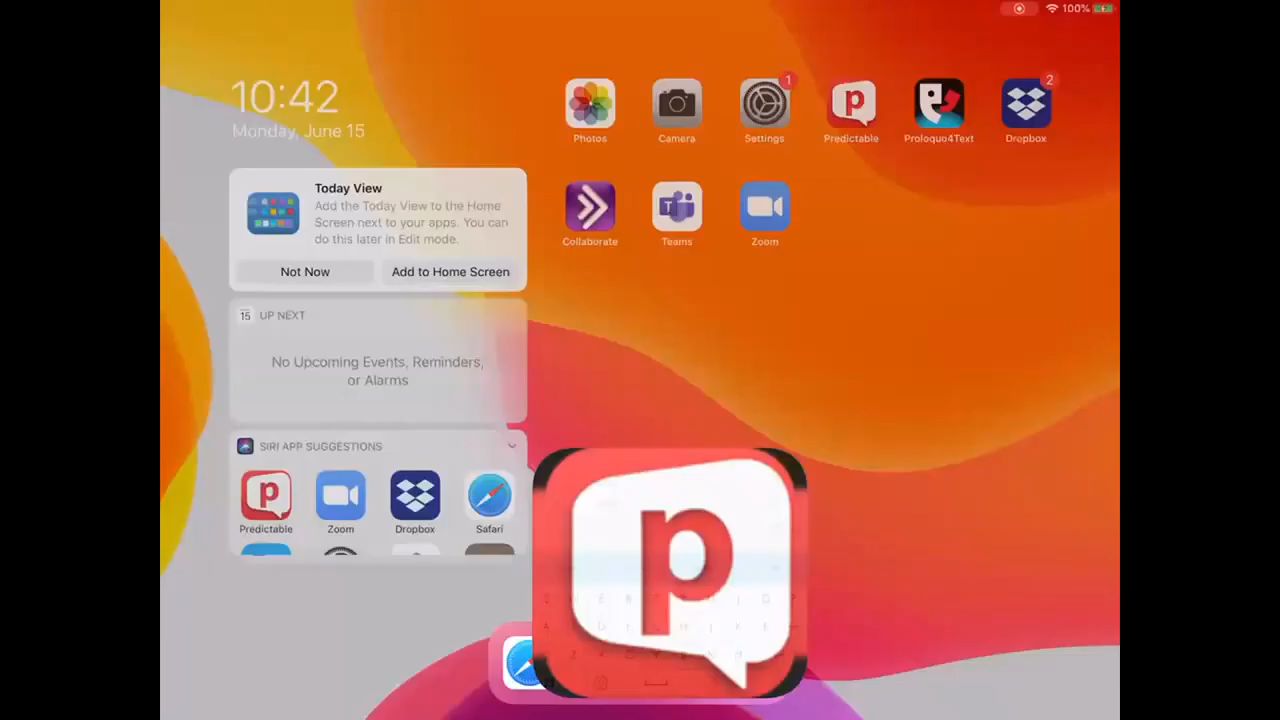 100%
10:42
Monday, June 15
Photos
Camera
Settings
1
Predictable
Proloquo4Text
Dropbox
2
Today View
Add the Today View to the Home
Screen next to your apps. You can
do this later in Edit mode.
Not Now
Add to Home Screen
Collaborate
Teams
Zoom
15 UP NEXT
No Upcoming Events, Reminders,
or Alarms
SIRI APP SUGGESTIONS
Predictable
Zoom
Dropbox
Safari
p